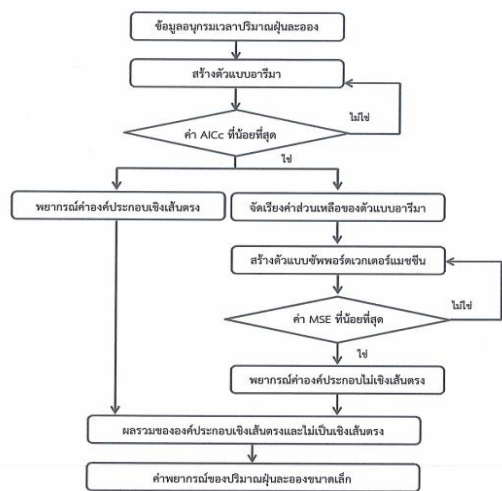 ข้อมูลอนุกรมเวลาปริมาณฝุ่นละออง
สร้างตัวแบบอารีมา
ไม่ใช่
ค่า AICc ที่น้อยที่สุด
ใช่
พยากรณ์ค่าองค์ประกอบเชิงเส้นตรง
จัดเรียงค่าส่วนเหลือของตัวแบบอารีมา
สร้างตัวแบบซัพพอร์ตเวกเตอร์แมชชีน
ไม่ใช่
ค่า MSE ที่น้อยที่สุด
ใช่
พยากรณ์ค่าองค์ประกอบไม่เชิงเส้นตรง
ผลรวมขององค์ประกอบเชิงเส้นตรงและไม่เป็นเชิงเส้นตรง
ค่าพยากรณ์ของปริมาณฝุ่นละอองขนาดเล็ก